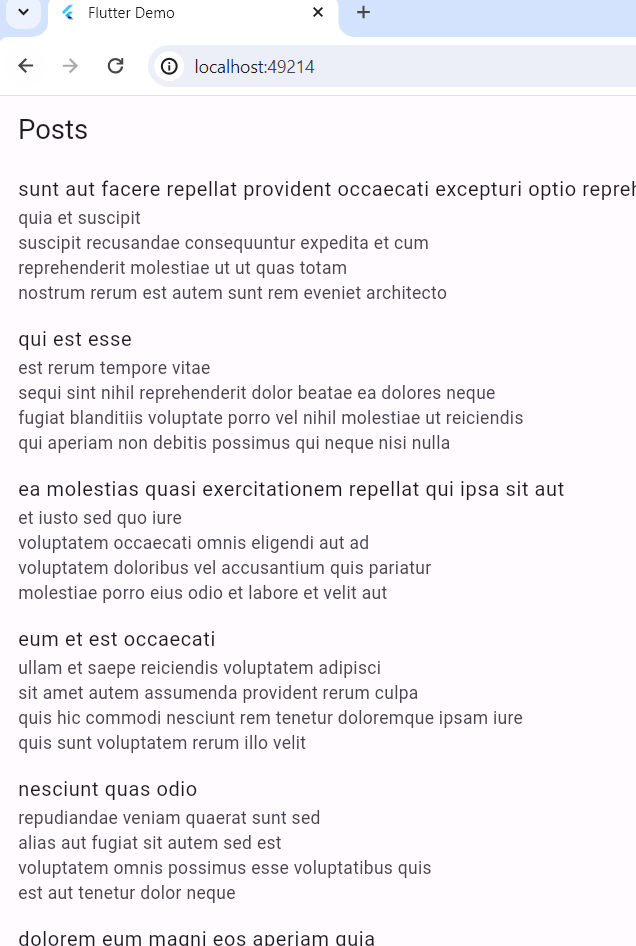 Flutter Demo
localhost:49214
Posts
sunt aut facere repellat provident occaecati excepturi optio
quia et suscipit
suscipit recusandae consequuntur expedita et cum
reprehenderit molestiae ut ut quas totam
nostrum rerum est autem sunt rem eveniet architecto
qui est esse
est rerum tempore vitae
sequi sint nihil reprehenderit dolor beatae ea dolores neque
fugiat blanditiis voluptate porro vel nihil molestiae ut reiciendis
qui aperiam non debitis possimus qui neque nisi nulla
ea molestias quasi exercitationem repellat qui ipsa sit aut
et iusto sed quo iure
voluptatem occaecati omnis eligendi aut ad
voluptatem doloribus vel accusantium quis pariatur
molestiae porro eius odio et labore et velit aut
eum et est occaecati
ullam et saepe reiciendis voluptatem adipisci
sit amet autem assumenda provident rerum culpa
quis hic commodi nesciunt rem tenetur doloremque ipsam iure
quis sunt voluptatem rerum illo velit
nesciunt quas odio
repudiandae veniam quaerat sunt sed
alias aut fugiat sit autem sed est
voluptatem omnis possimus esse voluptatibus quis
est aut tenetur dolor neque
dolorem eum magni eos aperiam quia